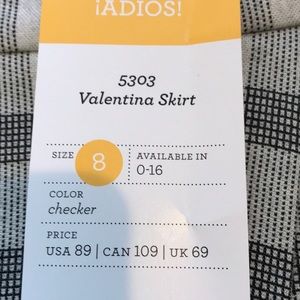 ¡ADIOS!
5303
Valentina Skirt
SIZE 8 AVAILABLE IN
0-16
COLOR
checker
PRICE
USA 89 | CAN 109 | UK 69